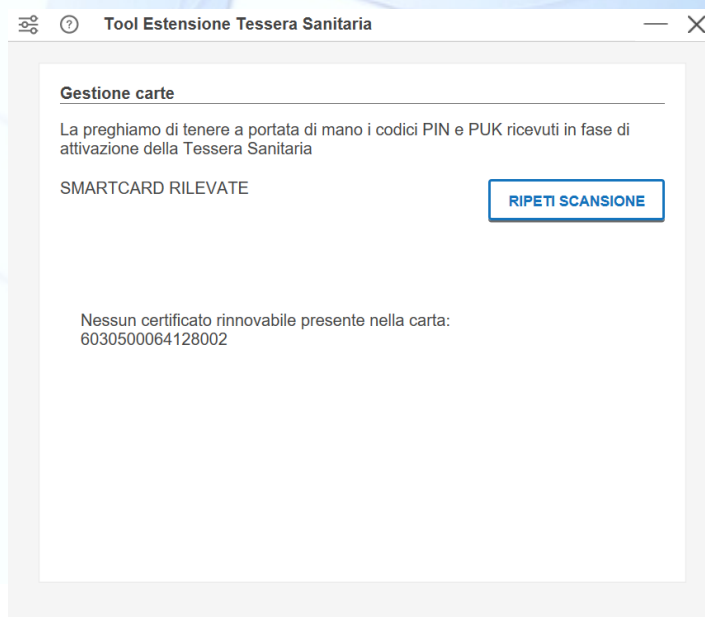 Tool Estensione Tessera Sanitaria
Gestione carte
La preghiamo di tenere a portata di mano i codici PIN e PUK ricevuti in fase di
attivazione della Tessera Sanitaria
SMARTCARD RILEVATE
RIPETI SCANSIONE
Nessun certificato rinnovabile presente nella carta:
6030500064128002